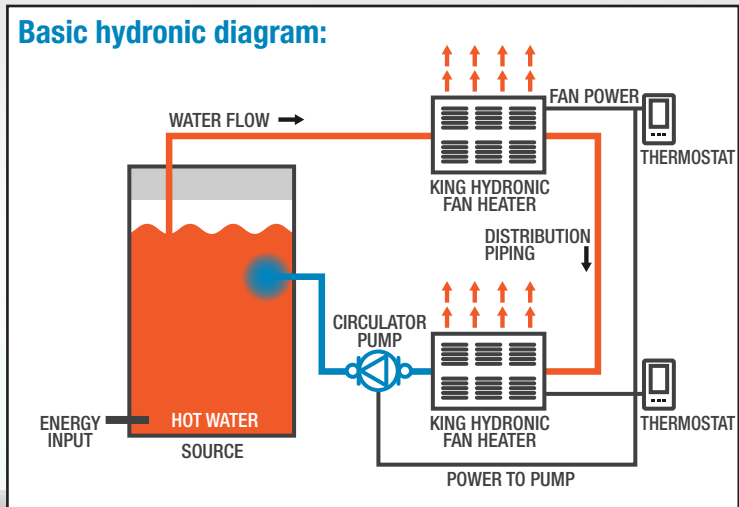 Basic hydronic diagram:
FAN POWER
WATER FLOW
THERMOSTAT
KING HYDRONIC
FAN HEATER
DISTRIBUTION
PIPING
CIRCULATOR
PUMP
ENERGY
INPUT
HOT WATER
SOURCE
KING HYDRONIC
FAN HEATER
THERMOSTAT
POWER TO PUMP